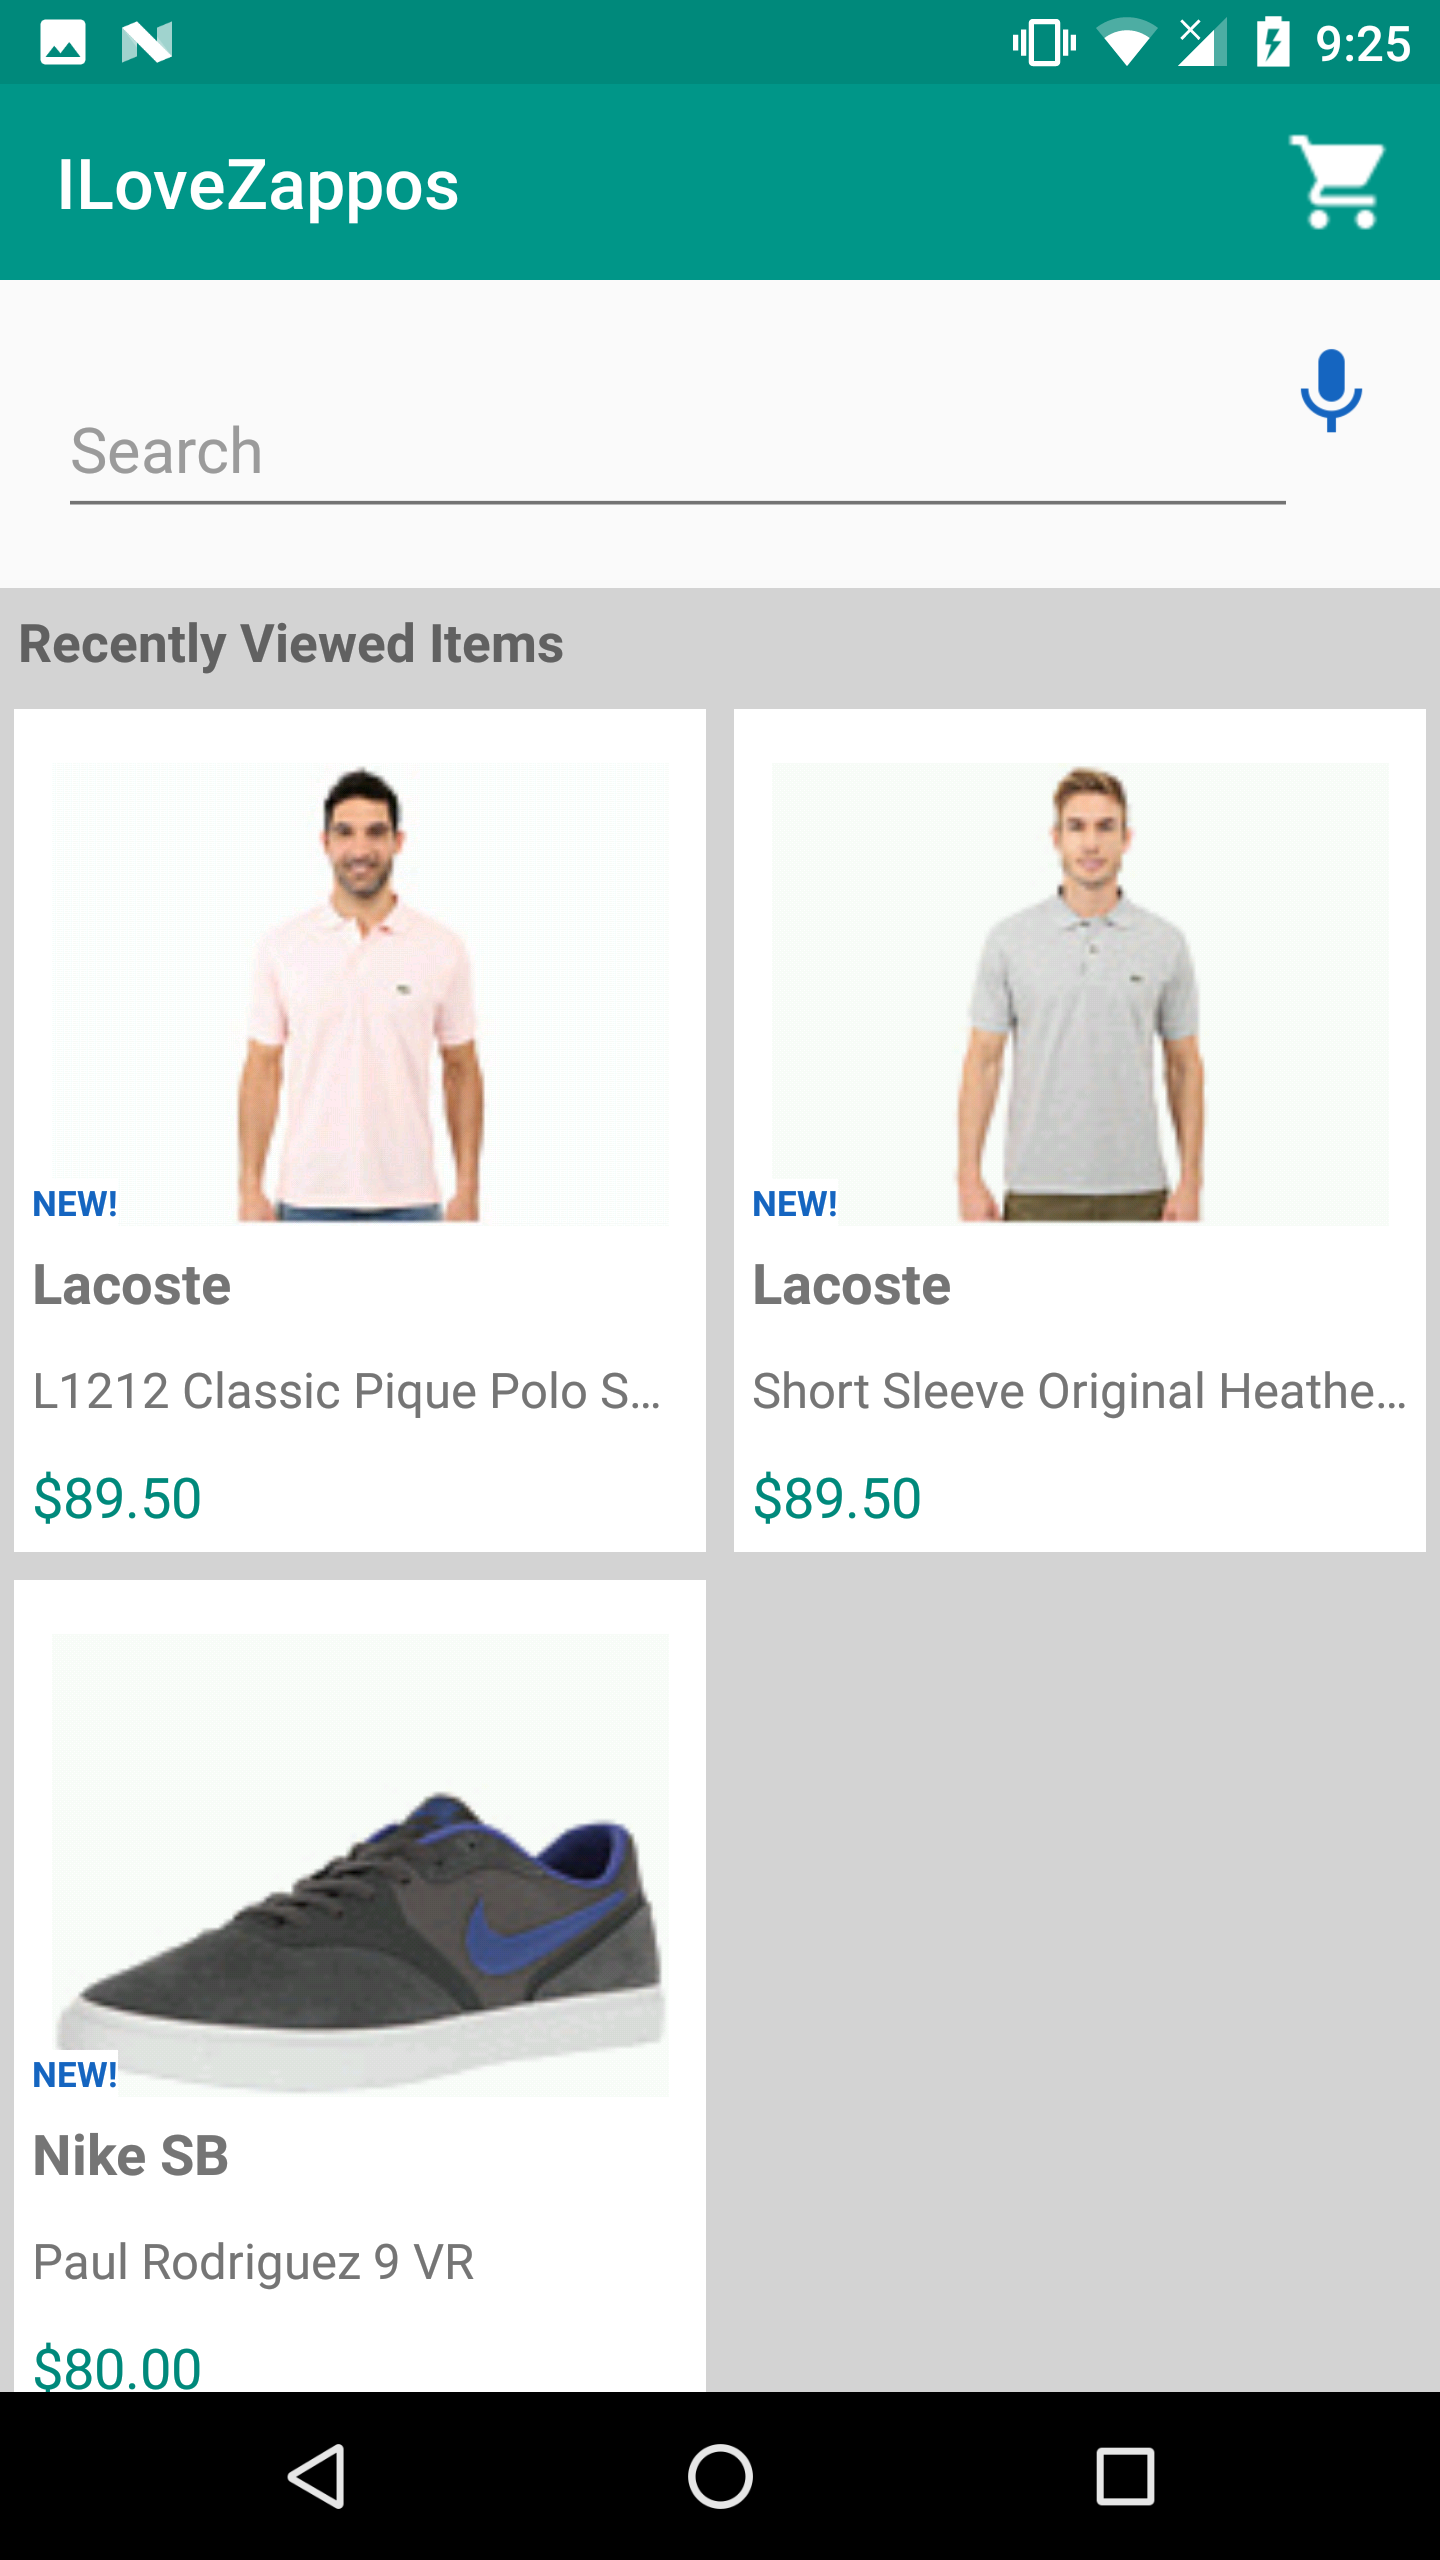 9:25
ILoveZappos
Search
Recently Viewed Items
NEW!
Lacoste
L1212 Classic Pique Polo S...
$89.50
NEW!
Lacoste
Short Sleeve Original Heathe...
$89.50
NEW!
Nike SB
Paul Rodriguez 9 VR
$80.00